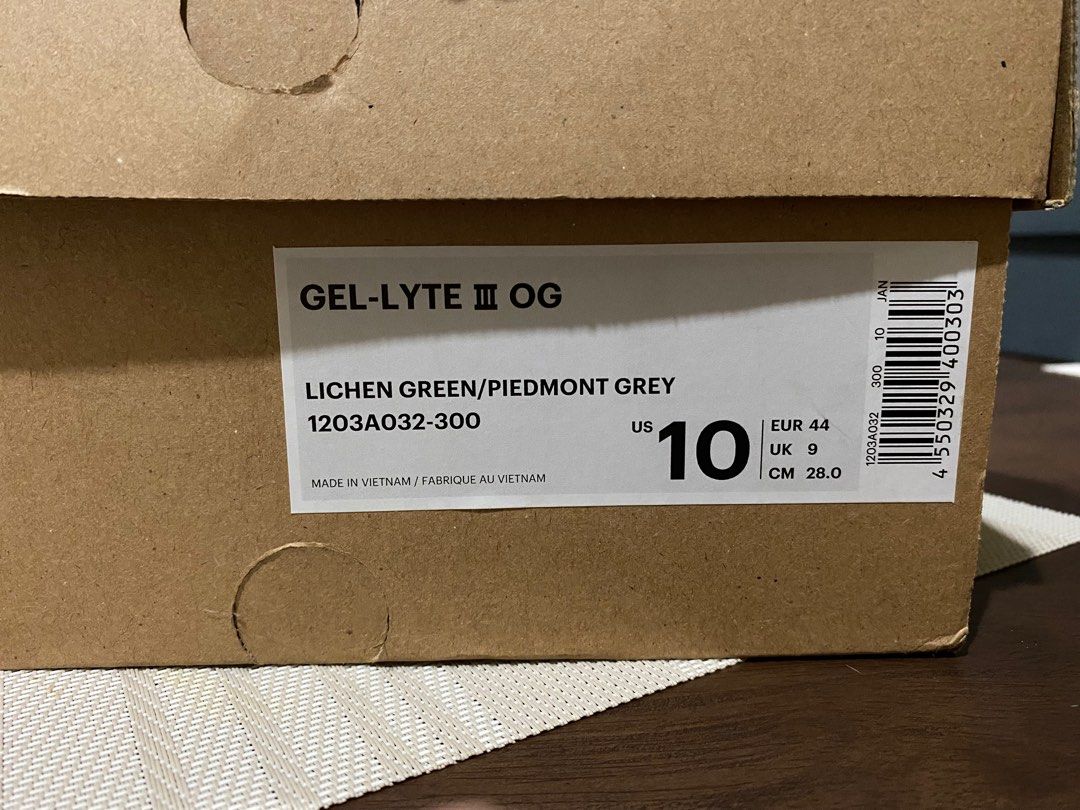 GEL-LYTE III OG
LICHEN GREEN/PIEDMONT GREY
1203A032-300
MADE IN VIETNAM / FABRIQUE AU VIETNAM
US 10
EUR 44
UK 9
CM 28.0
1203A032 300 10 JAN
4 550329 400303